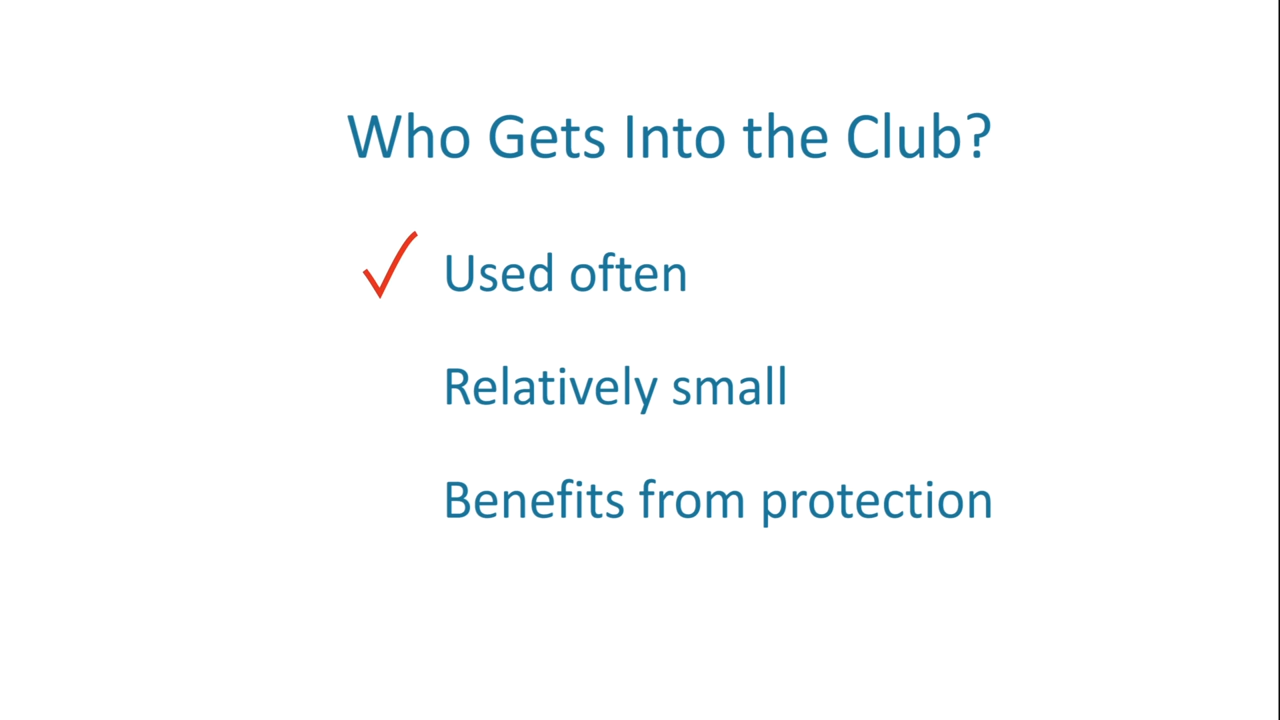 Who Gets Into the Club?
Used often
Relatively small
Benefits from protection